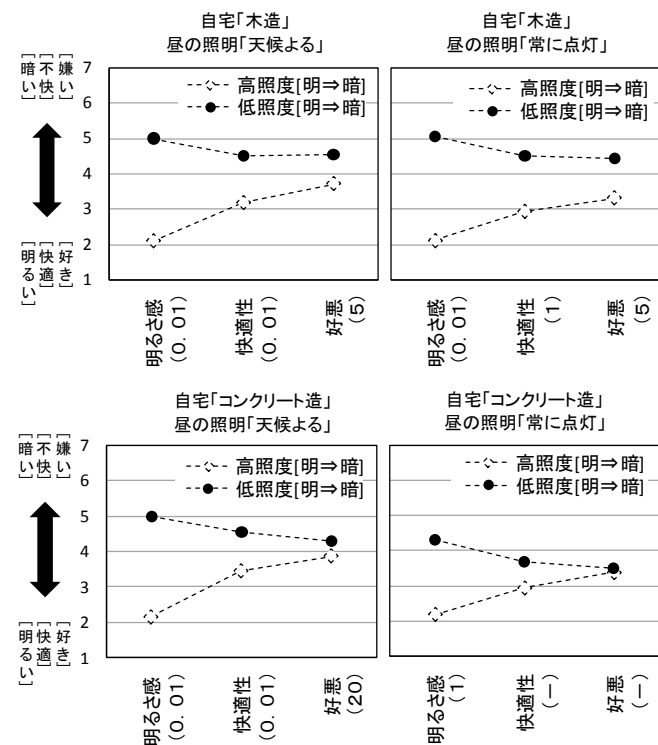 自宅「木造」
昼の照明「天候よる」
[暗い] [不快] [嫌い]
[明るい] [快適] [好き]
7
6
5
4
3
2
1
高照度[明⇒暗]
低照度[明⇒暗]
明るさ感(0.01)
快適性(0.01)
好悪(5)
自宅「木造」
昼の照明「常に点灯」
高照度[明⇒暗]
低照度[明⇒暗]
明るさ感(0.01)
快適性(1)
好悪(5)
自宅「コンクリート造」
昼の照明「天候よる」
[暗い] [不快] [嫌い]
[明るい] [快適] [好き]
7
6
5
4
3
2
1
高照度[明⇒暗]
低照度[明⇒暗]
明るさ感(0.01)
快適性(0.01)
好悪(20)
自宅「コンクリート造」
昼の照明「常に点灯」
高照度[明⇒暗]
低照度[明⇒暗]
明るさ感(1)
快適性(ー)
好悪(ー)